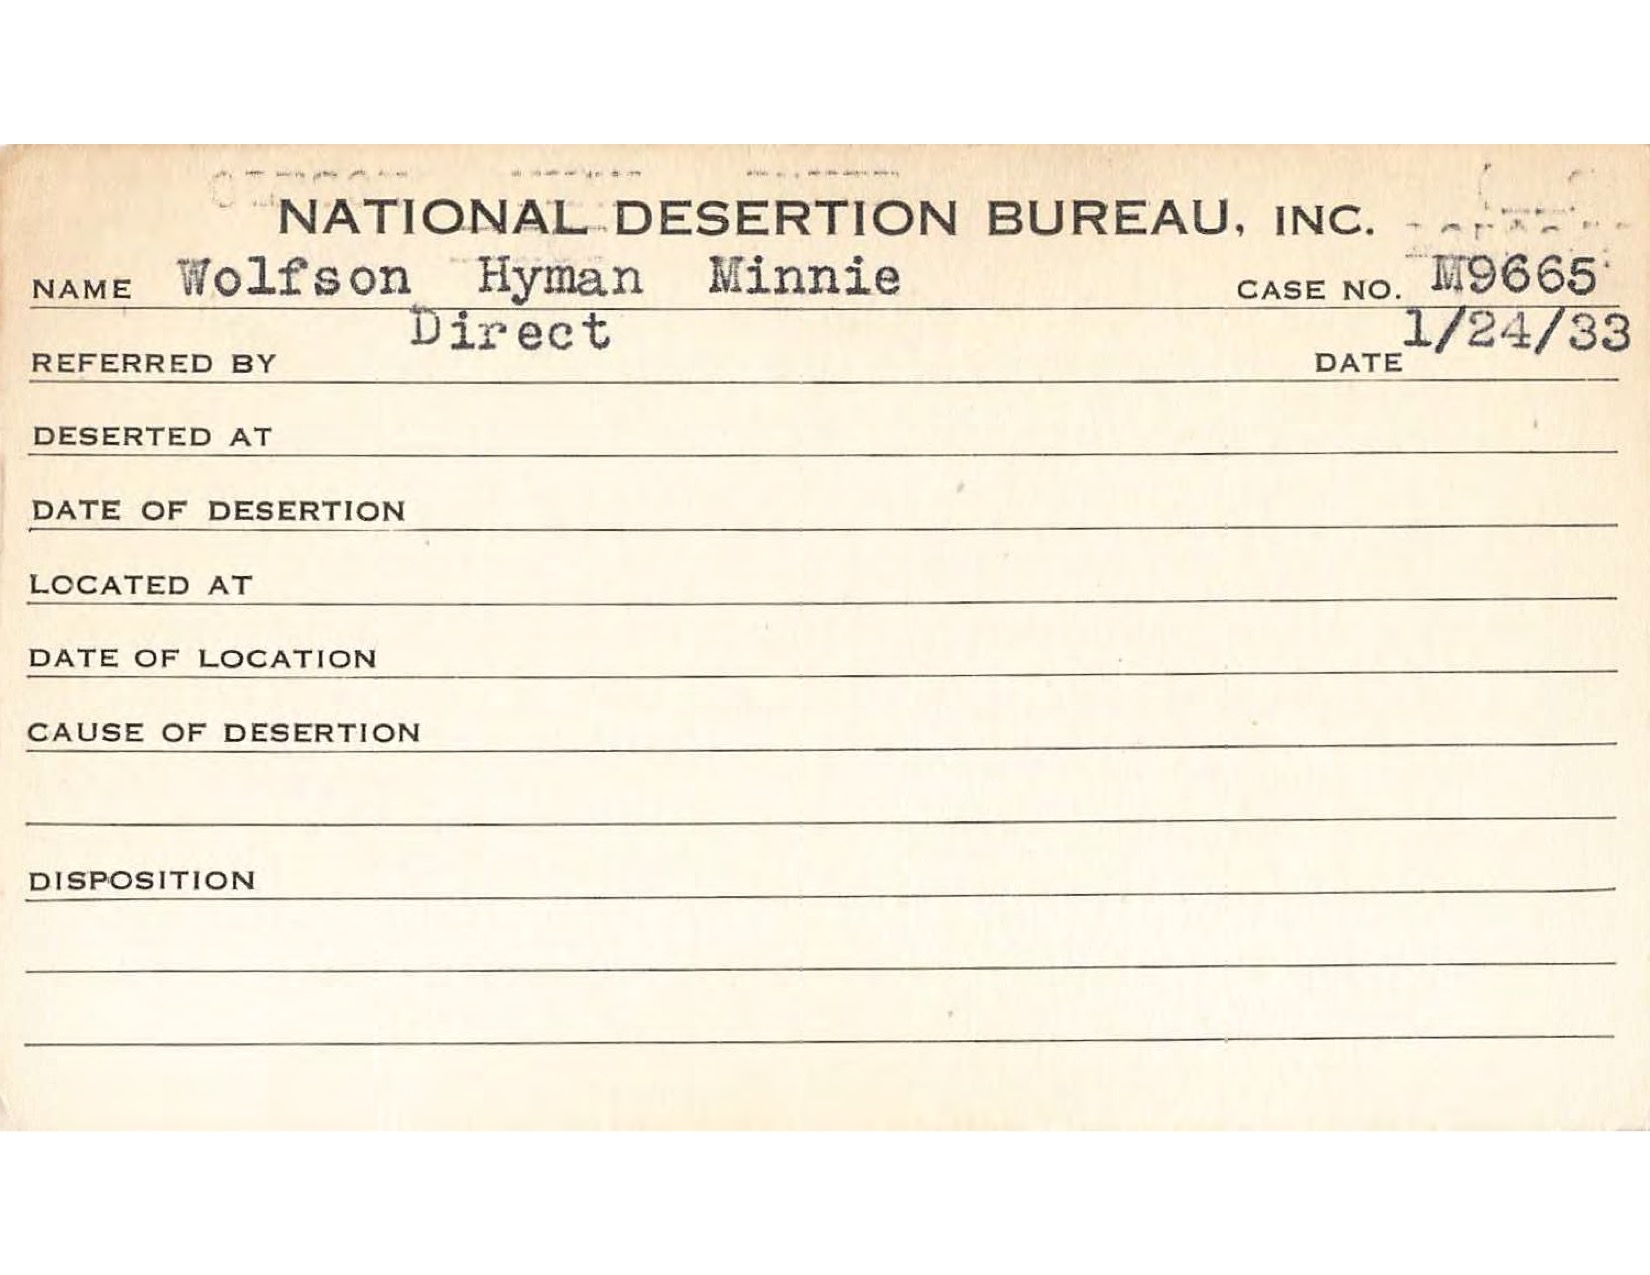 NATIONAL DESERTION BUREAU, INC.
NAME Wolfson Hyman Minnie CASE NO. M9665
REFERRED BY Direct DATE 1/24/33
DESERTED AT
DATE OF DESERTION
LOCATED AT
DATE OF LOCATION
CAUSE OF DESERTION
DISPOSITION